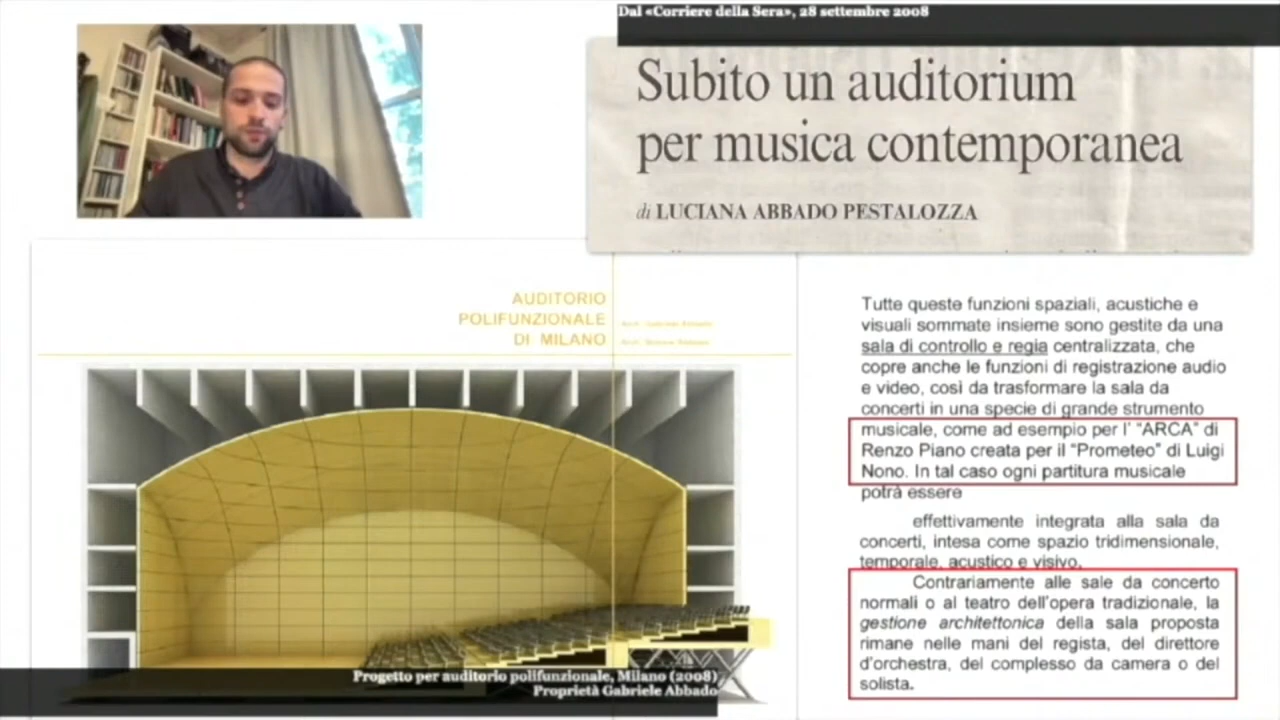 Dal «Corriere della Sera», 28 settembre 2008
Subito un auditorium
per musica contemporanea
di LUCIANA ABBADO PESTALOZZA
AUDITORIO
POLIFUNZIONALE
DI MILANO
Arch. Gabriele Abbado
Arch.
Progetto per auditorio polifunzionale, Milano (2008)
Proprietà Gabriele Abbado
Tutte queste funzioni spaziali, acustiche e
visuali sommate insieme sono gestite da una
sala di controllo e regia centralizzata, che
copre anche le funzioni di registrazione audio
e video, così da trasformare la sala da
concerti in una specie di grande strumento
musicale, come ad esempio per l' “ARCA” di
Renzo Piano creata per il “Prometeo” di Luigi
Nono. In tal caso ogni partitura musicale
potrà essere
effettivamente integrata alla sala da
concerti, intesa come spazio tridimensionale,
temporale, acustico e visivo.
Contrariamente alle sale da concerto
normali o al teatro dell'opera tradizionale, la
gestione architettonica della sala proposta
rimane nelle mani del regista, del direttore
d'orchestra, del complesso da camera o del
solista.